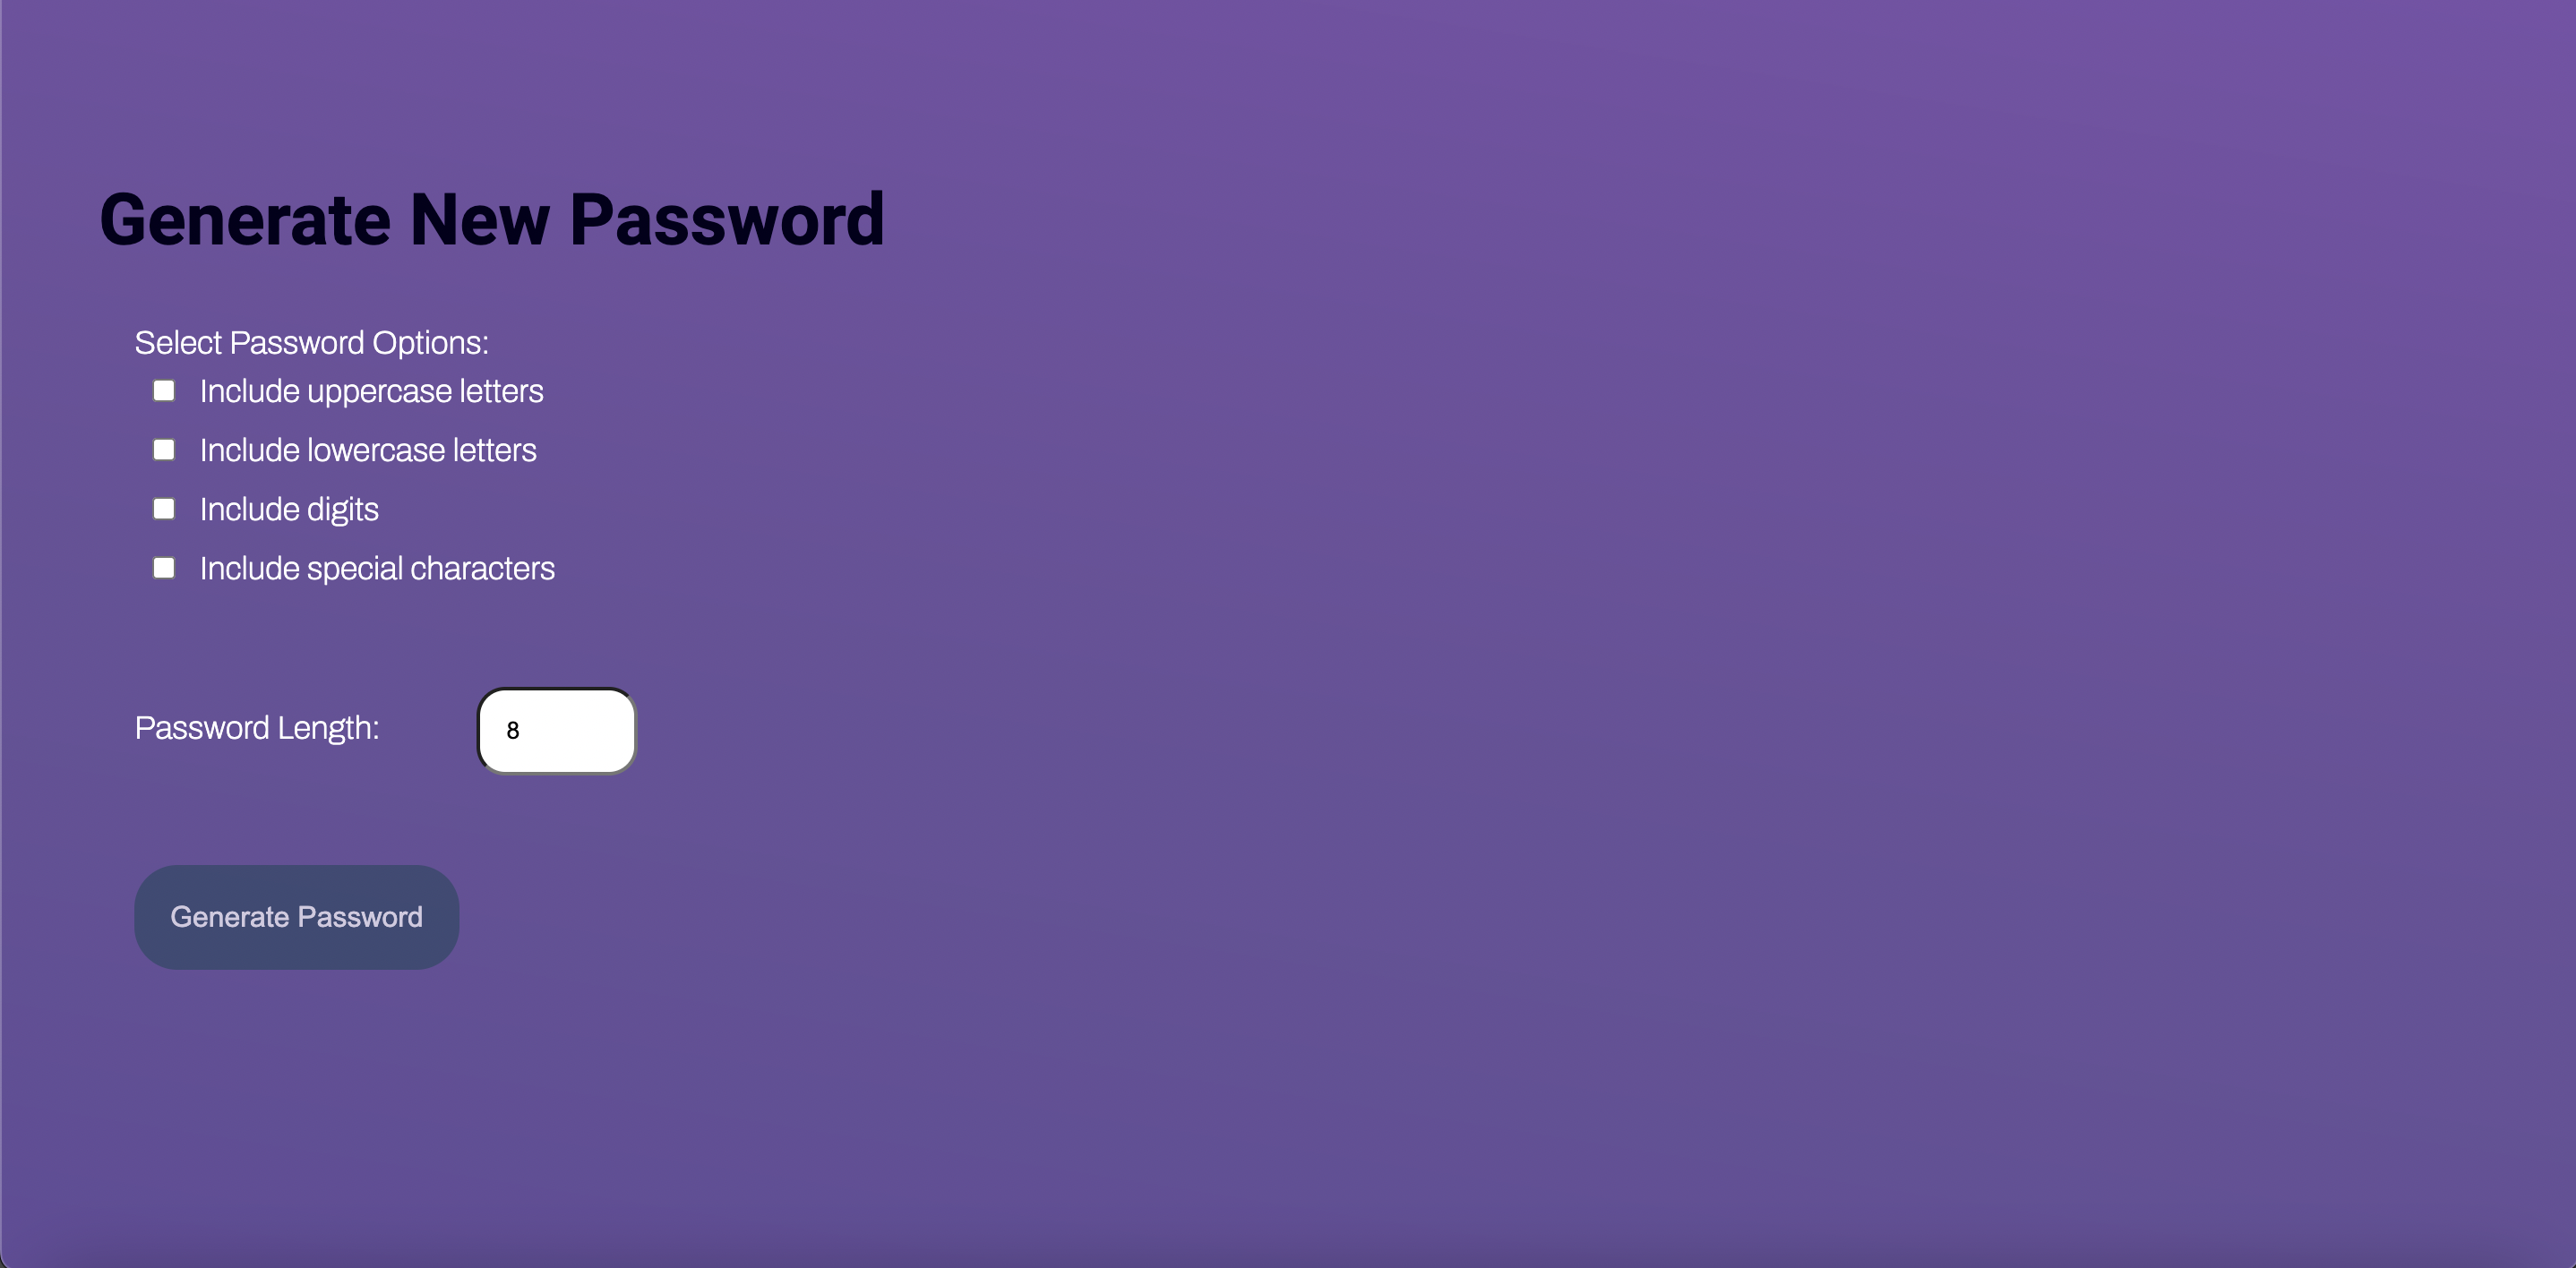 Generate New Password
Select Password Options:
Include uppercase letters
Include lowercase letters
Include digits
Include special characters
Password Length:
8
Generate Password